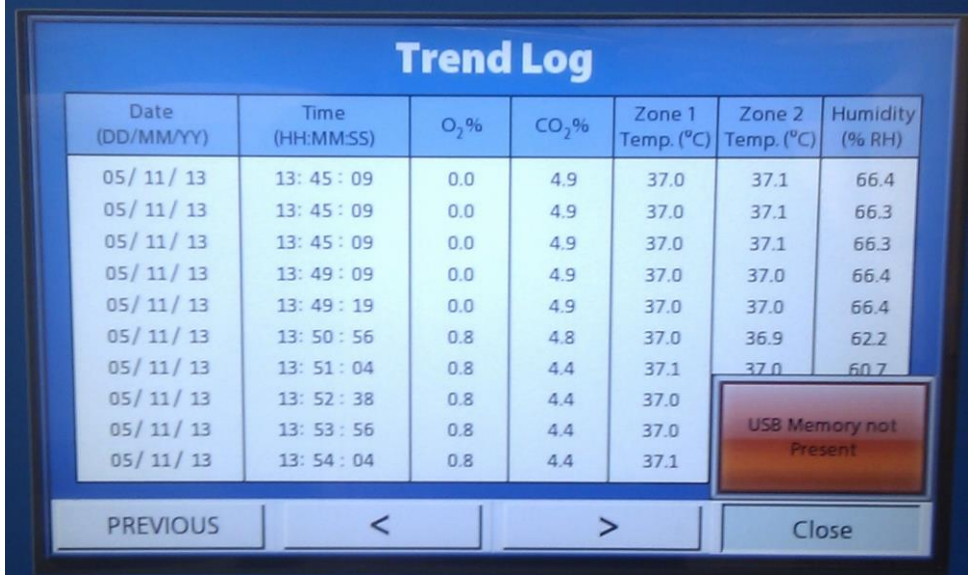 Trend Log
Date (DD/MM/YY) Time (HH:MM:SS) O₂% CO₂% Zone 1 Temp. (°C) Zone 2 Temp. (°C) Humidity (% RH)
05/ 11/ 13 13: 45 : 09 0.0 4.9 37.0 37.1 66.4
05/ 11/ 13 13: 45 : 09 0.0 4.9 37.0 37.1 66.3
05/ 11/ 13 13: 45 : 09 0.0 4.9 37.0 37.1 66.3
05/ 11/ 13 13: 49 : 09 0.0 4.9 37.0 37.0 66.4
05/ 11/ 13 13: 49 : 19 0.0 4.9 37.0 37.0 66.4
05/ 11/ 13 13: 50 : 56 0.8 4.8 37.0 36.9 62.2
05/ 11/ 13 13: 51 : 04 0.8 4.4 37.1 37.0 60.7
05/ 11/ 13 13: 52 : 38 0.8 4.4 37.0
05/ 11/ 13 13: 53 : 56 0.8 4.4 37.0
05/ 11/ 13 13: 54 : 04 0.8 4.4 37.1
USB Memory not
Present
PREVIOUS < > Close